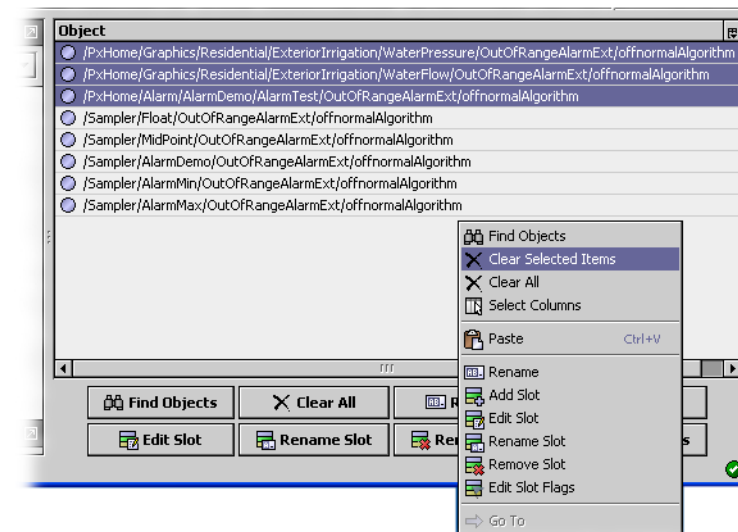 Object
/PxHome/Graphics/Residential/ExteriorIrrigation/WaterPressure/OutOfRangeAlarmExt/offnormalAlgorithm
/PxHome/Graphics/Residential/ExteriorIrrigation/WaterFlow/OutOfRangeAlarmExt/offnormalAlgorithm
/PxHome/Alarm/AlarmDemo/AlarmTest/OutOfRangeAlarmExt/offnormalAlgorithm
/Sampler/Float/OutOfRangeAlarmExt/offnormalAlgorithm
/Sampler/MidPoint/OutOfRangeAlarmExt/offnormalAlgorithm
/Sampler/AlarmDemo/OutOfRangeAlarmExt/offnormalAlgorithm
/Sampler/AlarmMin/OutOfRangeAlarmExt/offnormalAlgorithm
/Sampler/AlarmMax/OutOfRangeAlarmExt/offnormalAlgorithm
Find Objects
Clear Selected Items
Clear All
Select Columns
Paste Ctrl+V
Rename
Add Slot
Edit Slot
Rename Slot
Remove Slot
Edit Slot Flags
Go To
Find Objects Clear All
Edit Slot Rename Slot